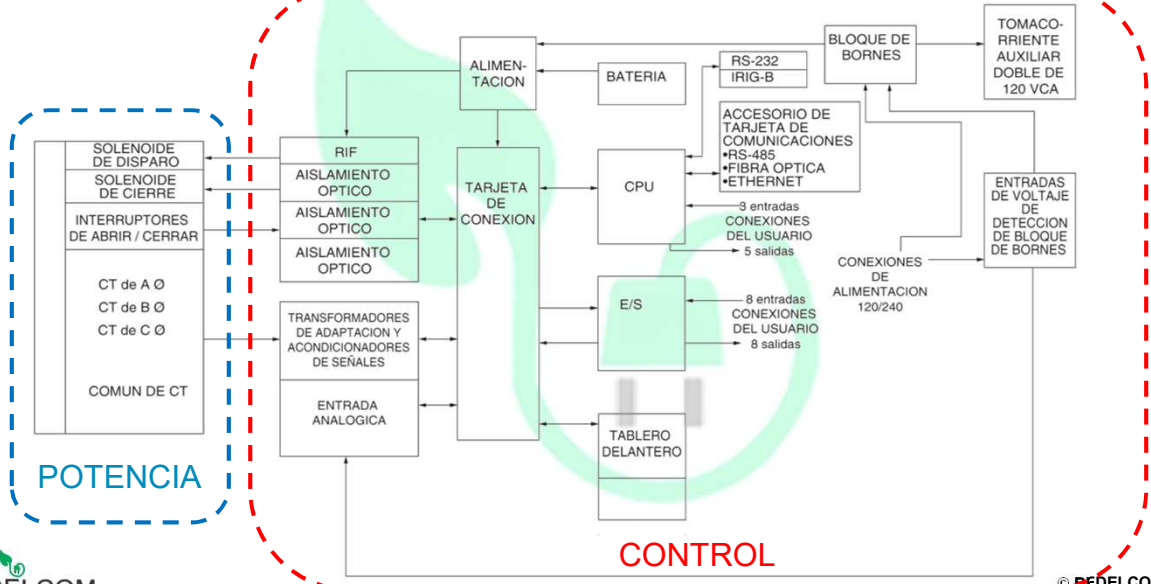 SOLENOIDE
DE DISPARO
SOLENOIDE
DE CIERRE
INTERRUPTORES
DE ABRIR / CERRAR
CT de A Ø
CT de B Ø
CT de C Ø
COMUN DE CT
POTENCIA
RIF
AISLAMIENTO
OPTICO
AISLAMIENTO
OPTICO
AISLAMIENTO
OPTICO
TRANSFORMADORES
DE ADAPTACION Y
ACONDICIONADORES
DE SEÑALES
ENTRADA
ANALOGICA
ALIMEN-
TACION
BATERIA
TARJETA
DE
CONEXION
RS-232
IRIG-B
ACCESORIO DE
TARJETA DE
COMUNICACIONES
•RS-485
•FIBRA OPTICA
•ETHERNET
CPU
3 entradas
CONEXIONES
DEL USUARIO
5 salidas
E/S
8 entradas
CONEXIONES
DEL USUARIO
8 salidas
TABLERO
DELANTERO
BLOQUE DE
BORNES
TOMACO-
RRIENTE
AUXILIAR
DOBLE DE
120 VCA
ENTRADAS
DE VOLTAJE
DE
DETECCION
DE BLOQUE
DE BORNES
CONEXIONES
DE
ALIMENTACION
120/240
CONTROL